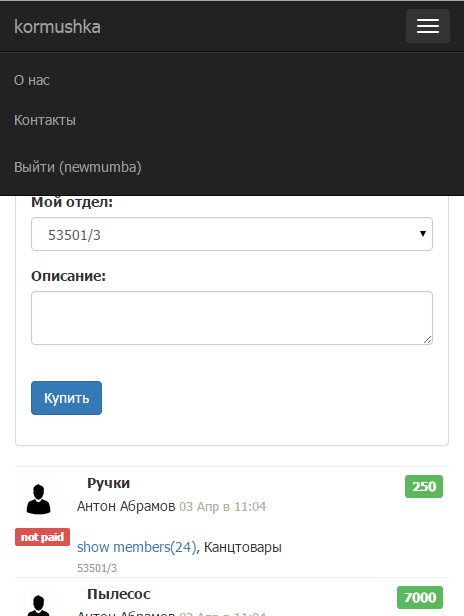 kormushka
О нас
Контакты
Выйти (newmumba)
Мой отдел:
53501/3
Описание:
Купить
Ручки
250
Антон Абрамов 03 Апр в 11:04
not paid
show members(24), Канцтовары
53501/3
Пылесос
7000
Антон Абрамов 03 Апр в 11:04